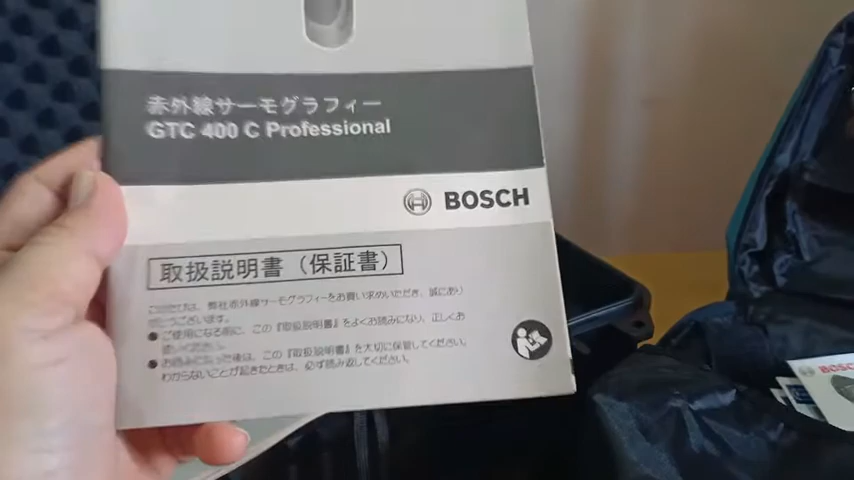 赤外線サーモグラフィー
GTC 400 C Professional
BOSCH
取扱説明書（保証書）
このたびは、弊社赤外線サーモグラフィーをお買い求めいただき、誠にあり
がとうございます。
●ご使用になる前に、この『取扱説明書』をよくお読みになり、正しくお
使いください。
●お読みになった後は、この『取扱説明書』を大切に保管してください。
わからないことが起きたときは、必ず読み返してください。
BOSCH